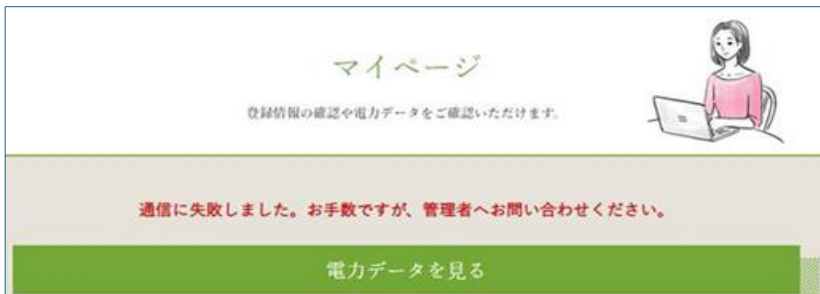 マイページ
登録情報の確認や電力データをご確認いただけます。
通信に失敗しました。お手数ですが、管理者へお問い合わせください。
電力データを見る